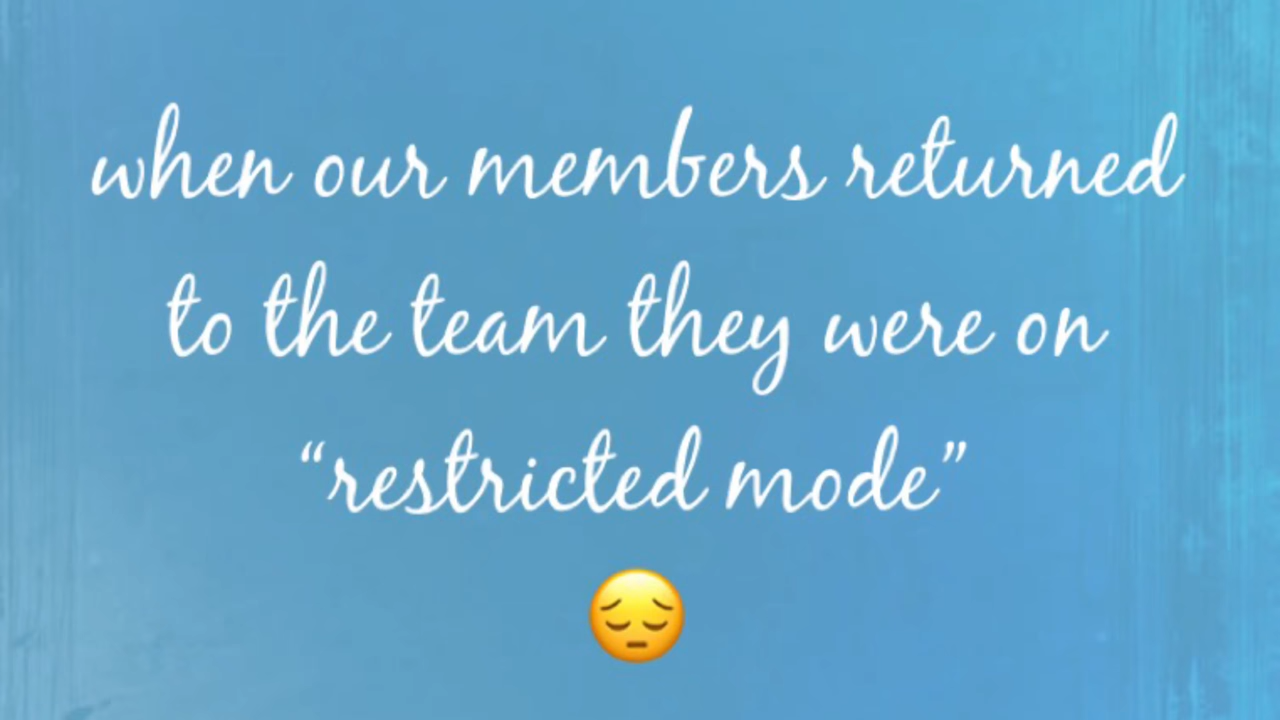 when our members returned
to the team they were on
“restricted mode”
😔